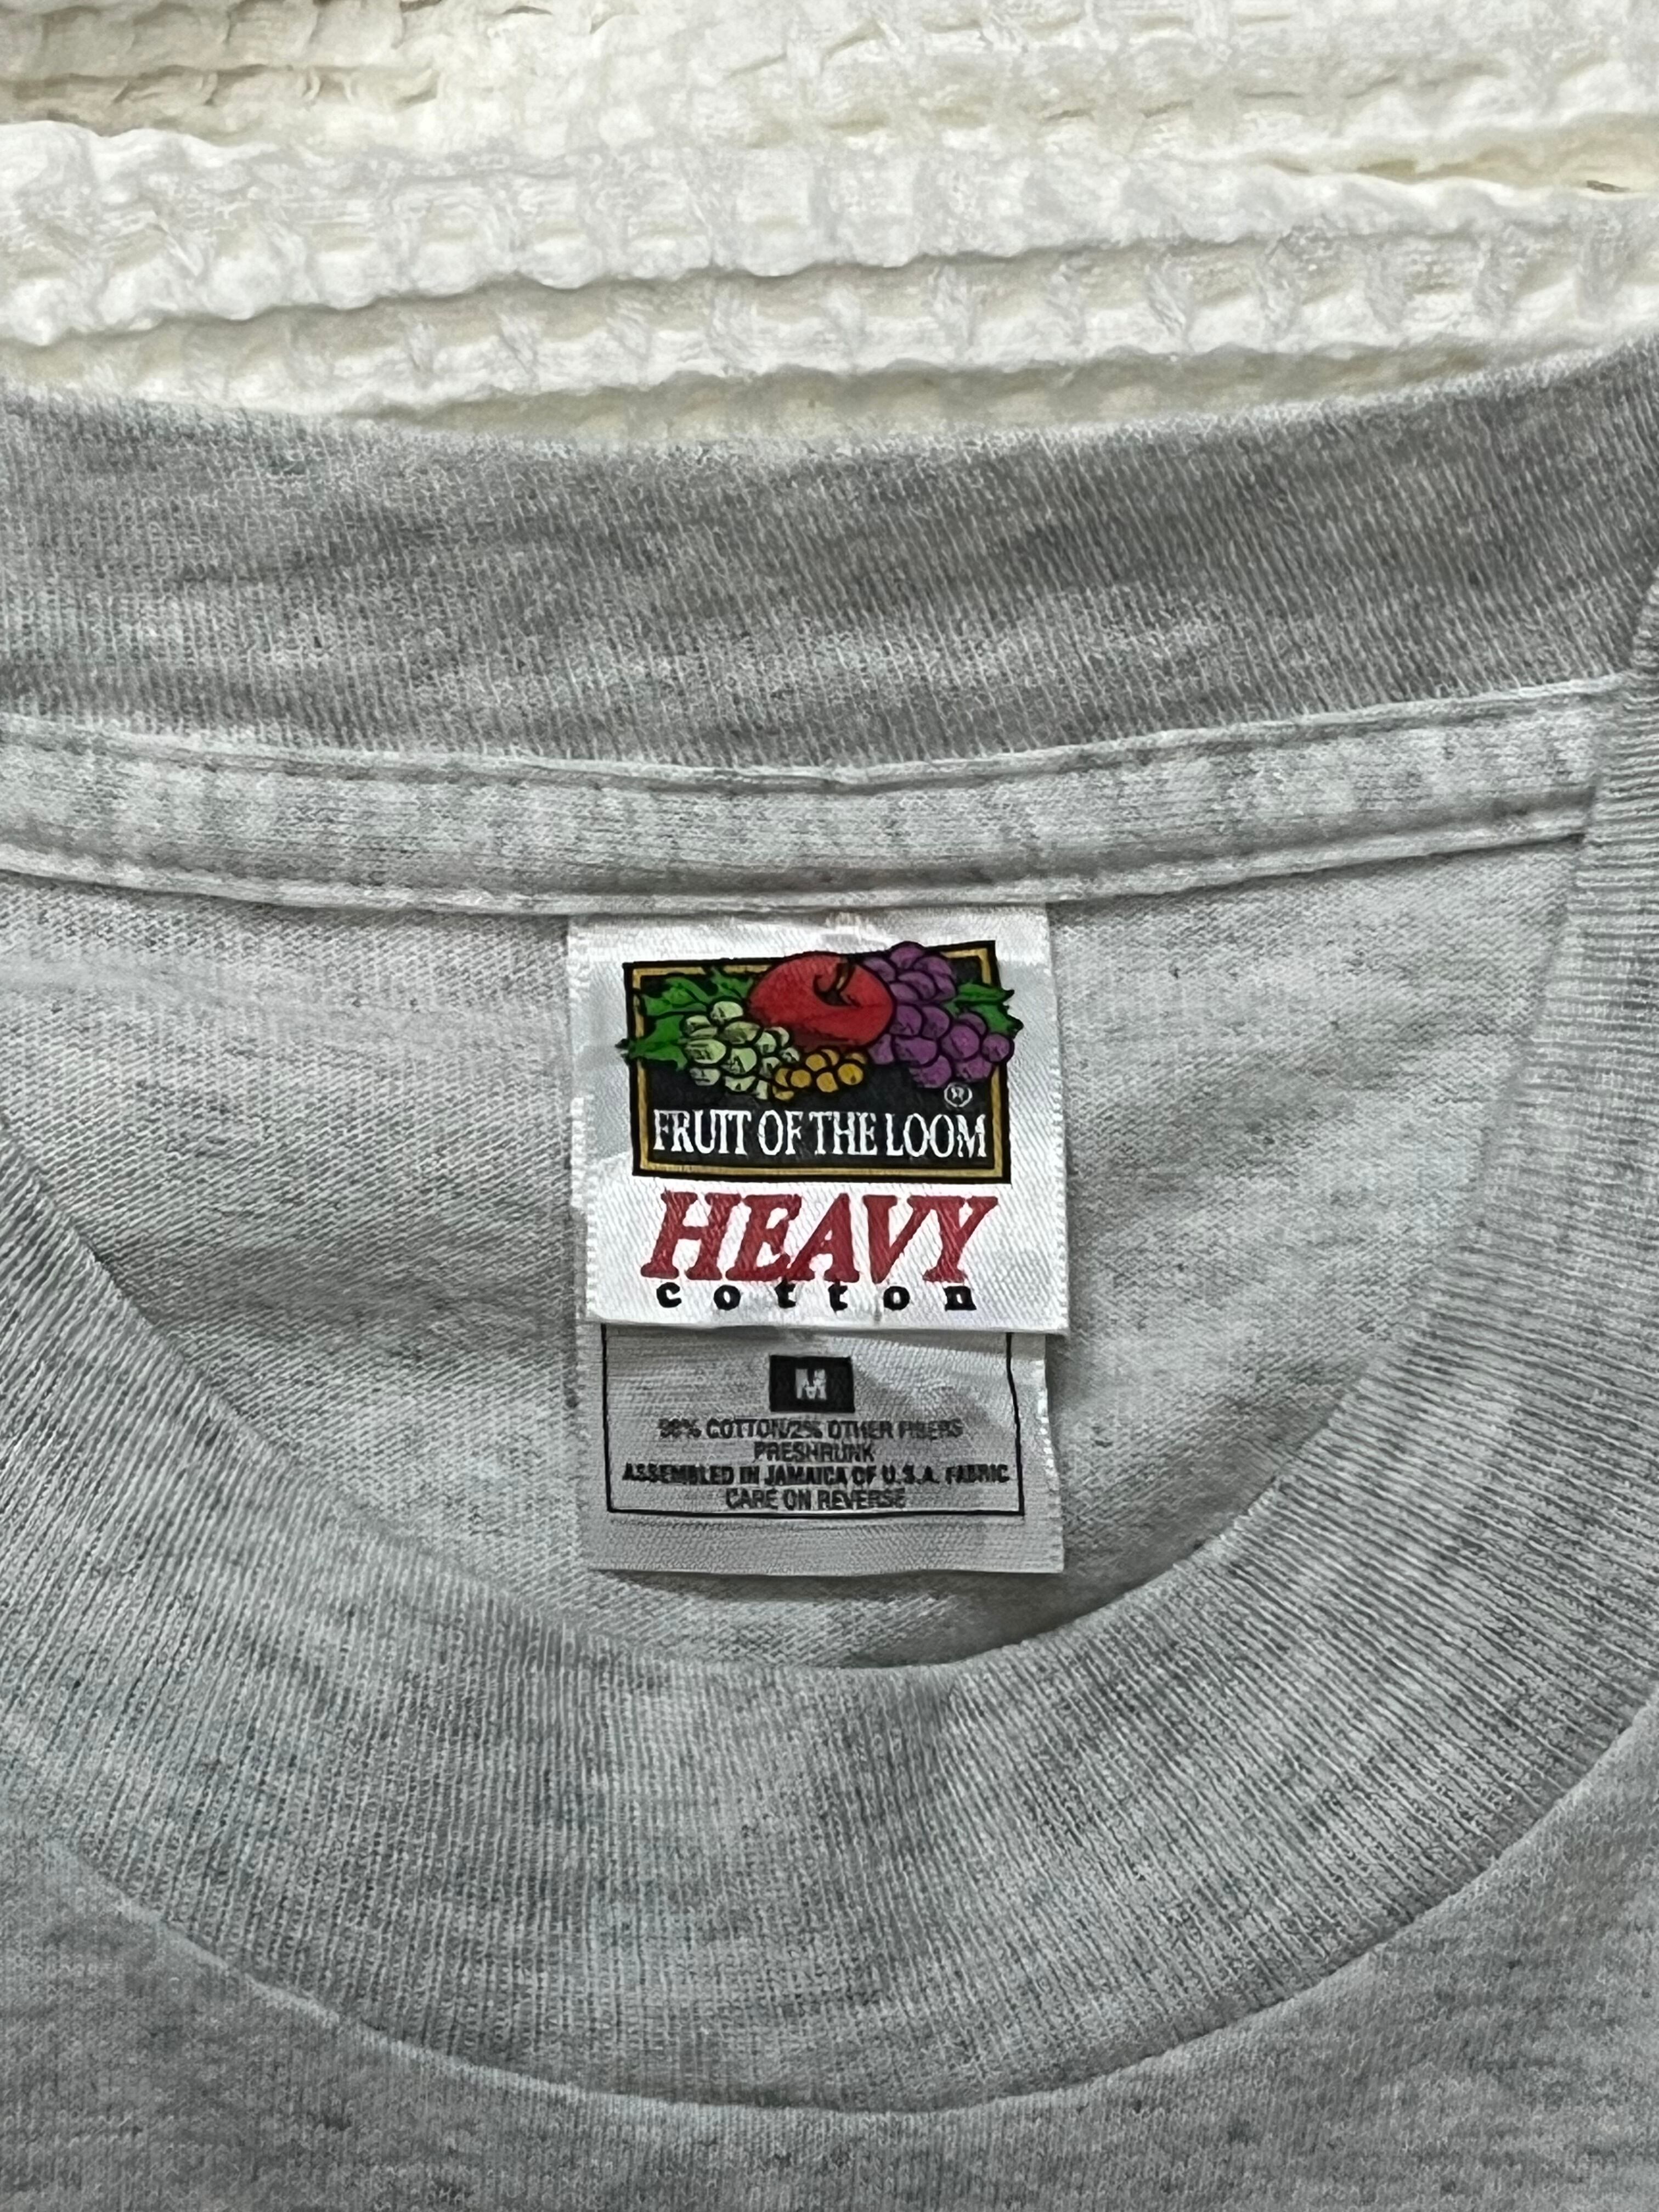 ®
FRUIT OF THE LOOM
HEAVY
cotton
M
98% COTTON/2% OTHER FIBERS
PRESHRUNK
ASSEMBLED IN JAMAICA OF U.S.A. FABRIC
CARE ON REVERSE